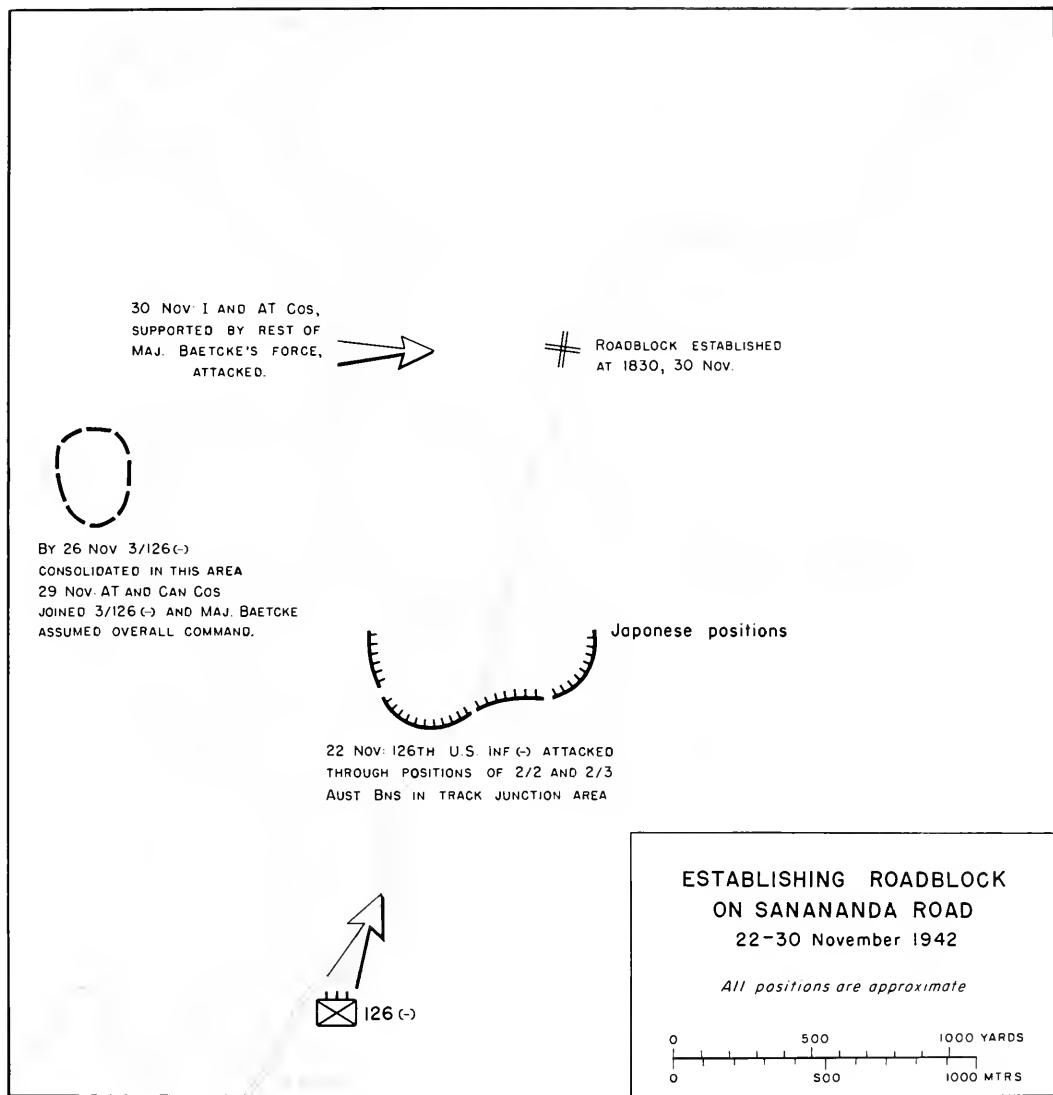 30 NOV: I AND AT COS,
SUPPORTED BY REST OF
MAJ. BAETCKE'S FORCE,
ATTACKED.
ROADBLOCK ESTABLISHED
AT 1830, 30 NOV.
BY 26 NOV 3/126(-)
CONSOLIDATED IN THIS AREA
29 NOV: AT AND CAN COS
JOINED 3/126(-) AND MAJ. BAETCKE
ASSUMED OVERALL COMMAND.
Japanese positions
22 NOV: 126TH U.S. INF (-) ATTACKED
THROUGH POSITIONS OF 2/2 AND 2/3
AUST BNS IN TRACK JUNCTION AREA
126 (-)
ESTABLISHING ROADBLOCK
ON SANANANDA ROAD
22-30 November 1942
All positions are approximate
0 500 1000 YARDS
0 500 1000 MTRS